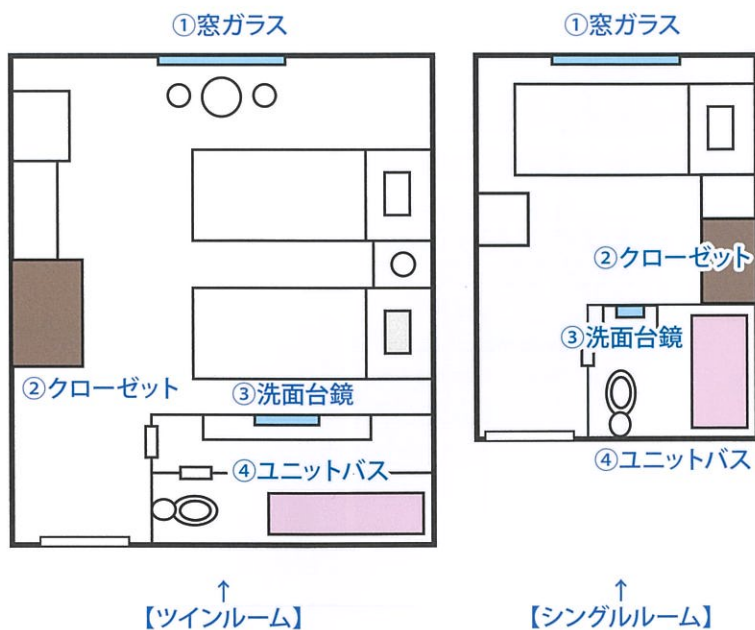 ①窓ガラス
②クローゼット
③洗面台鏡
④ユニットバス
↑
【ツインルーム】
①窓ガラス
②クローゼット
③洗面台鏡
④ユニットバス
↑
【シングルルーム】